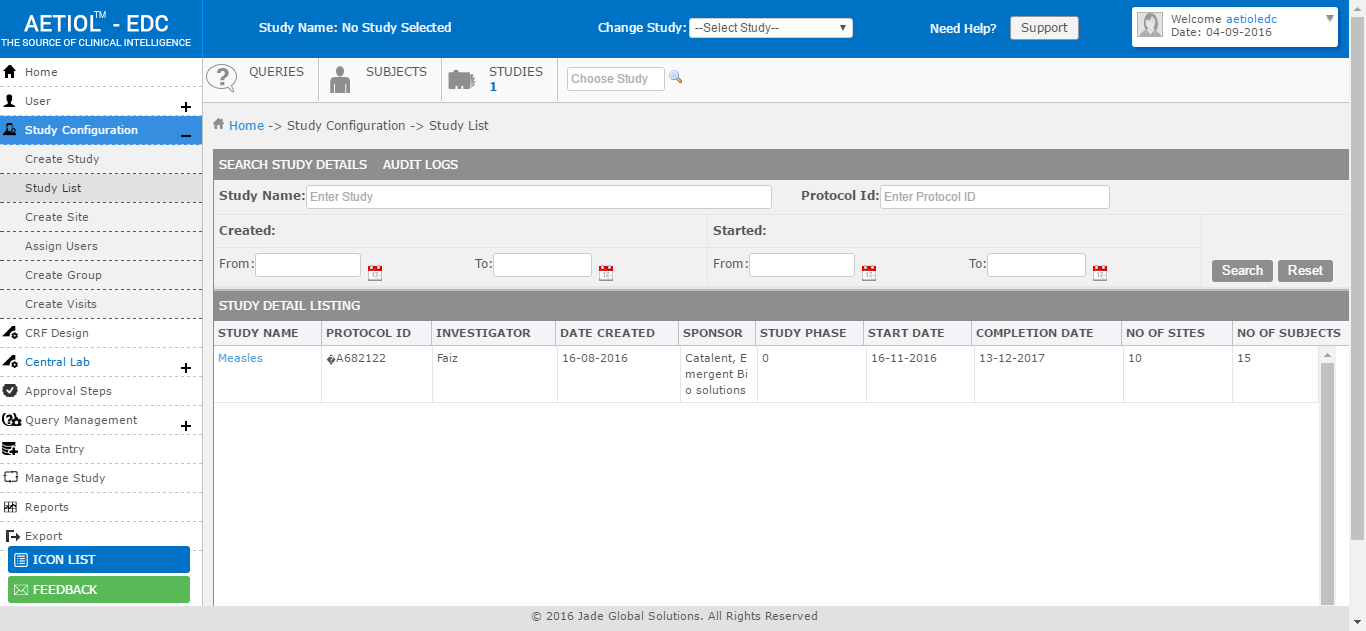 AETIOL™ - EDC
THE SOURCE OF CLINICAL INTELLIGENCE
Study Name: No Study Selected
Change Study: --Select Study--
Need Help? Support
Welcome aetioledc
Date: 04-09-2016
Home
User
Study Configuration
Create Study
Study List
Create Site
Assign Users
Create Group
Create Visits
CRF Design
Central Lab
Approval Steps
Query Management
Data Entry
Manage Study
Reports
Export
ICON LIST
FEEDBACK
QUERIES
SUBJECTS
STUDIES
1
Choose Study
Home -> Study Configuration -> Study List
SEARCH STUDY DETAILS AUDIT LOGS
Study Name: Enter Study Protocol Id: Enter Protocol ID
Created: Started:
From: To: From: To: Search Reset
STUDY DETAIL LISTING
STUDY NAME PROTOCOL ID INVESTIGATOR DATE CREATED SPONSOR STUDY PHASE START DATE COMPLETION DATE NO OF SITES NO OF SUBJECTS
Measles �A682122 Faiz 16-08-2016 Catalent, E 0 16-11-2016 13-12-2017 10 15
mergent Bi
o solutions
© 2016 Jade Global Solutions. All Rights Reserved